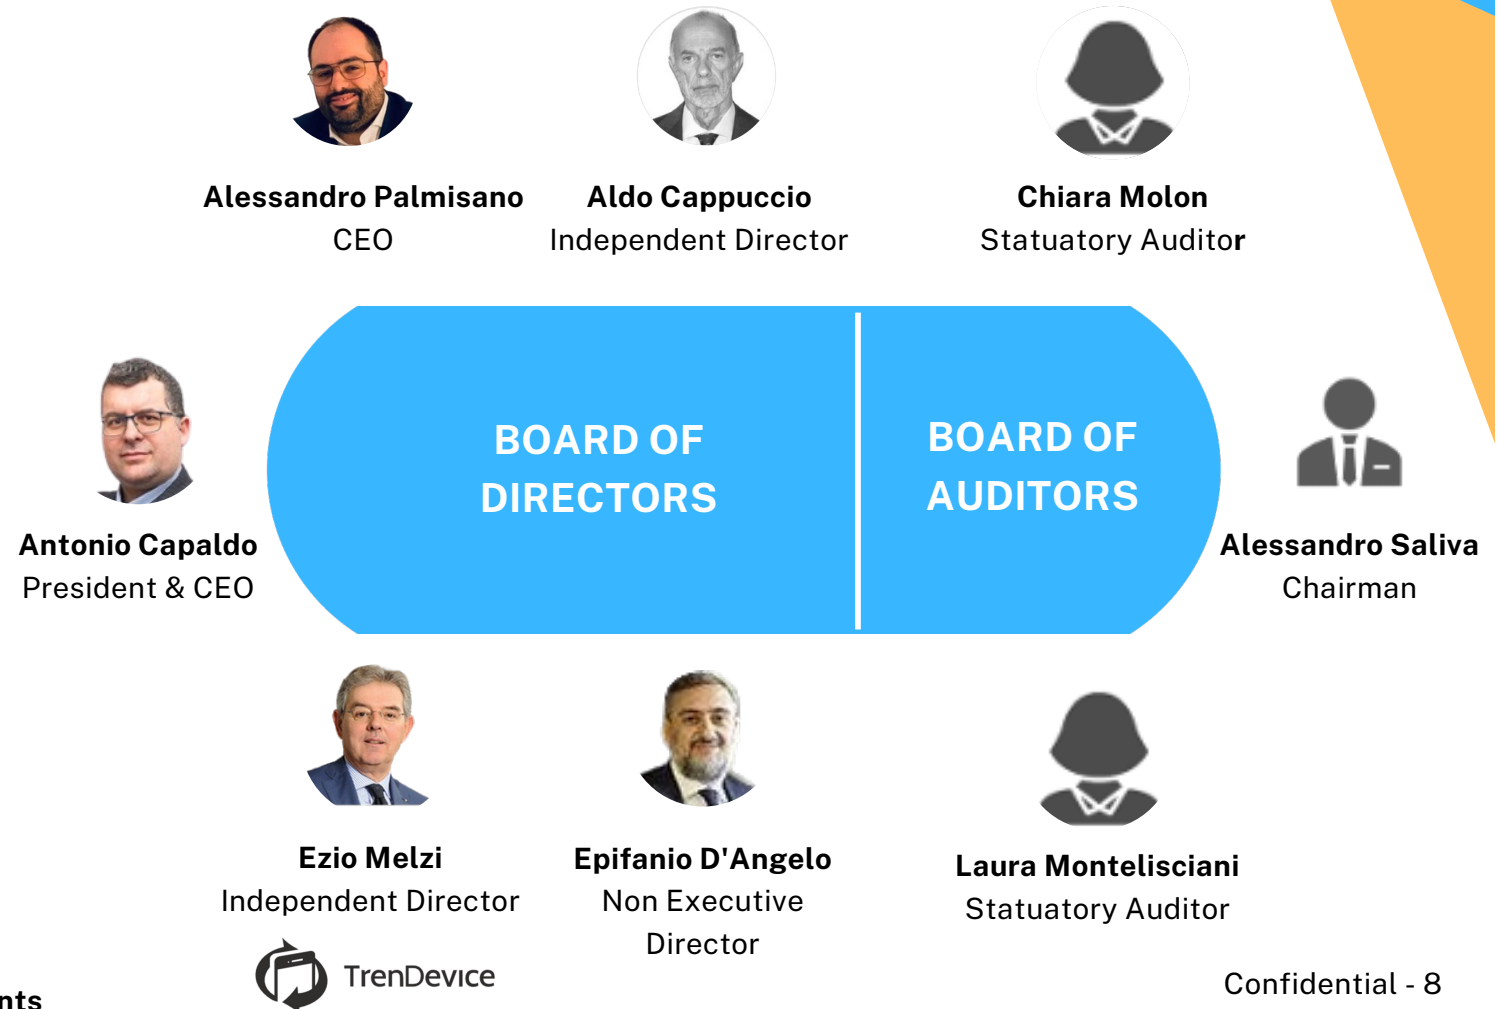 Alessandro Palmisano
CEO
Aldo Cappuccio
Independent Director
Chiara Molon
Statuatory Auditor
BOARD OF
DIRECTORS
BOARD OF
AUDITORS
Antonio Capaldo
President & CEO
Alessandro Saliva
Chairman
Ezio Melzi
Independent Director
Epifanio D'Angelo
Non Executive
Director
Laura Montelisciani
Statuatory Auditor
TrenDevice
Confidential - 8
nts